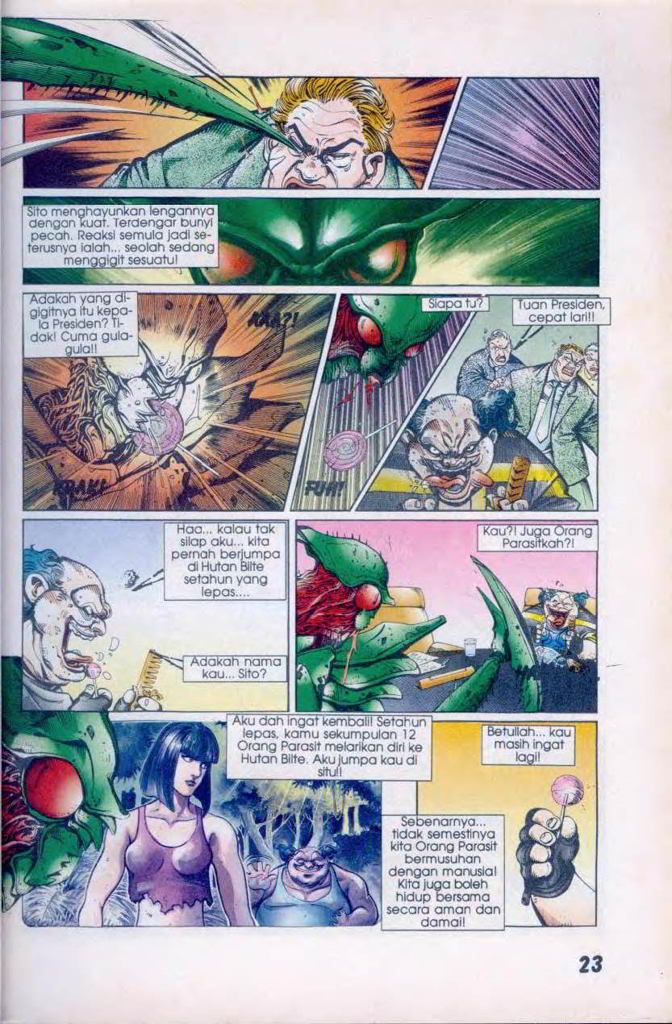 Sito menghayunkan lengannya
dengan kuat. Terdengar bunyi
pecah. Reaksi semula jadi se-
terusnya ialah... seolah sedang
menggigit sesuatu!
Adakah yang di-
gigitnya itu kepa-
la Presiden? Ti-
dak! Cuma gula-
gula!!
KAA?!
KRAK!
Siapa tu?
FUH!
Tuan Presiden,
cepat lari!!
Haa... kalau tak
silap aku... kita
pernah berjumpa
di Hutan Bilte
setahun yang
lepas....
Adakah nama
kau... Sito?
Kau?! Juga Orang
Parasitkah?!
Aku dah ingat kembali! Setahun
lepas, kamu sekumpulan 12
Orang Parasit melarikan diri ke
Hutan Bilte. Aku jumpa kau di
situ!!
Betullah... kau
masih ingat
lagi!
Sebenarnya...
tidak semestinya
kita Orang Parasit
bermusuhan
dengan manusia!
Kita juga boleh
hidup bersama
secara aman dan
damai!
23